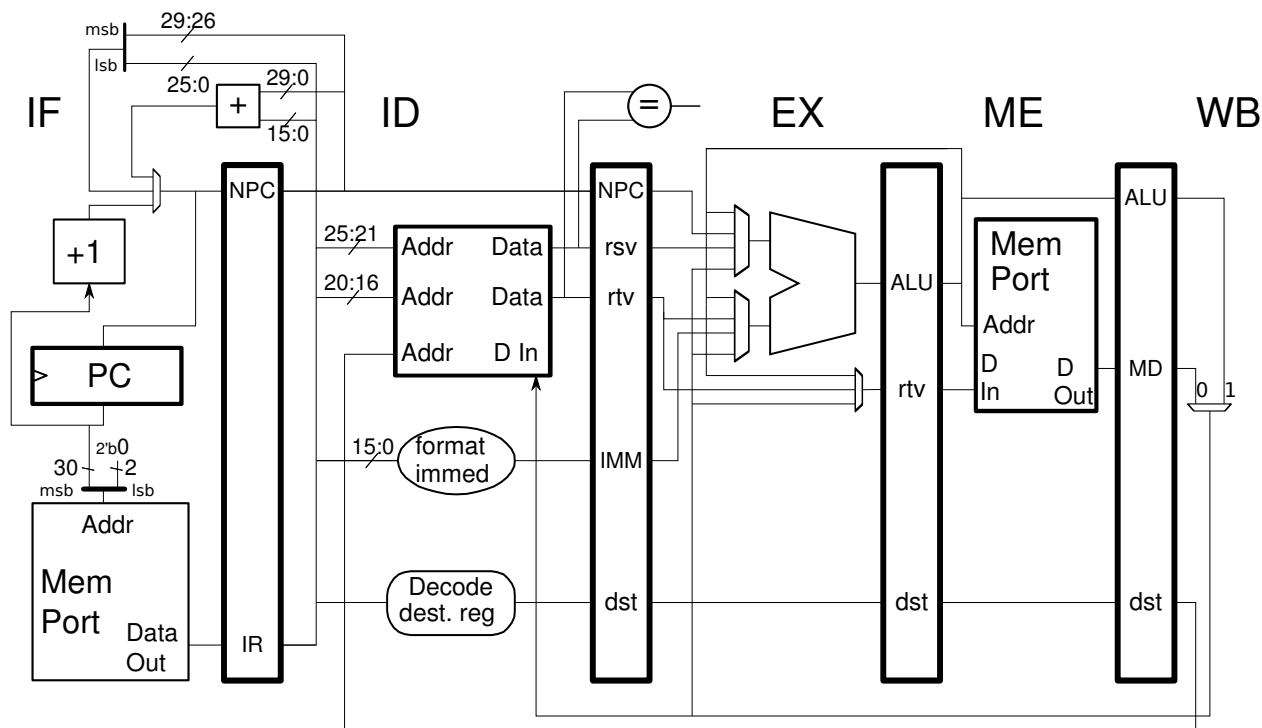 29:26
msb
lsb
25:0
29:0
+
15:0
=
IF
ID
EX
ME
WB
NPC
NPC
ALU
+1
25:21
Addr
Data
rsv
Mem
Port
20:16
Addr
Data
rtv
ALU
Addr
Addr
D In
D
In
D
Out
MD
0
1
PC
rtv
2'b0
30
2
msb
lsb
15:0
format
immed
IMM
Addr
Mem
Port
Data
Out
IR
Decode
dest. reg
dst
dst
dst